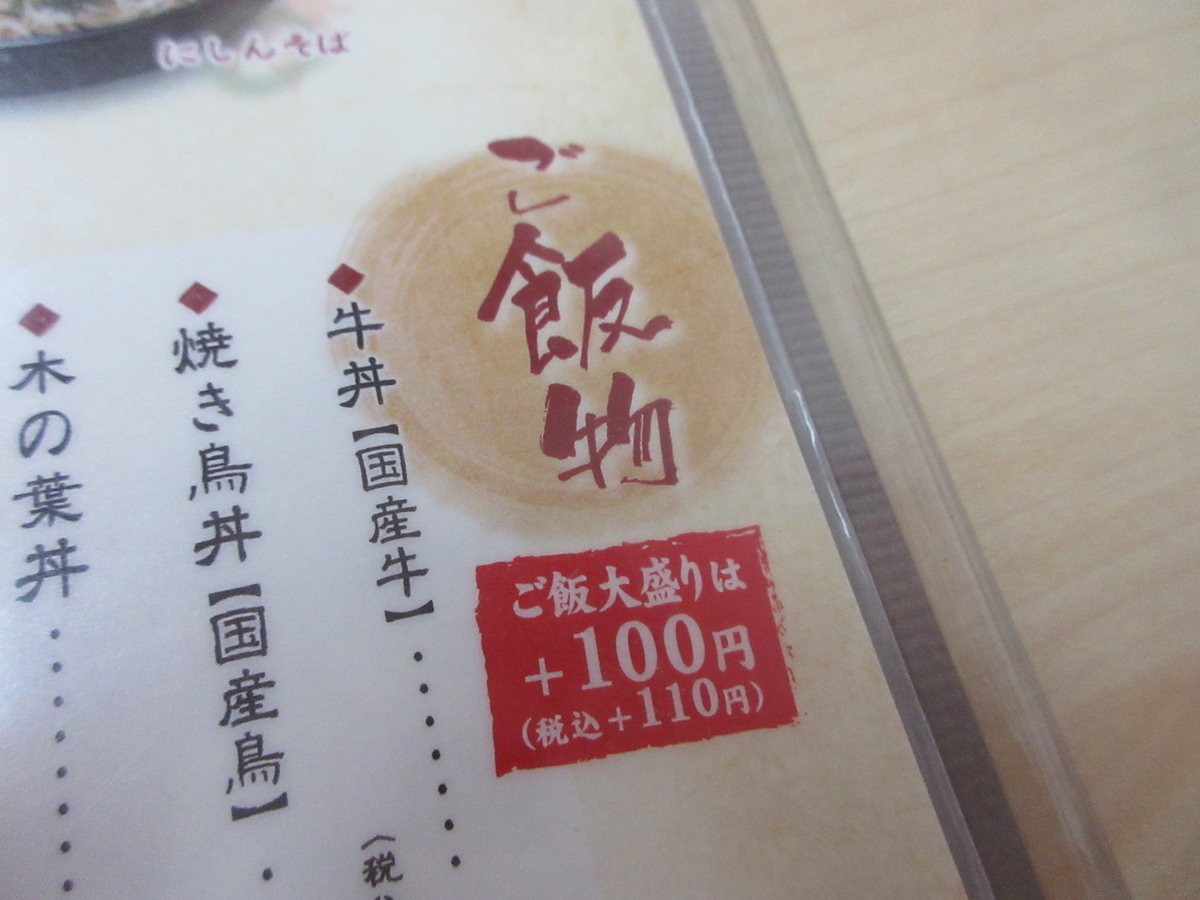 にしんそば
ご飯物
ご飯大盛りは
+100円
(税込+110円)
◆牛丼【国産牛】・・・・・・・
(税
◆焼き鳥丼【国産鳥】・
◆木の葉丼・・・・・・・・